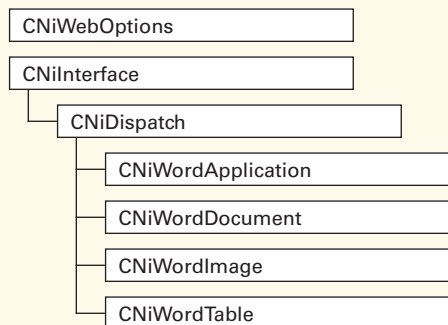 CNiWebOptions
CNiInterface
CNiDispatch
CNiWordApplication
CNiWordDocument
CNiWordImage
CNiWordTable